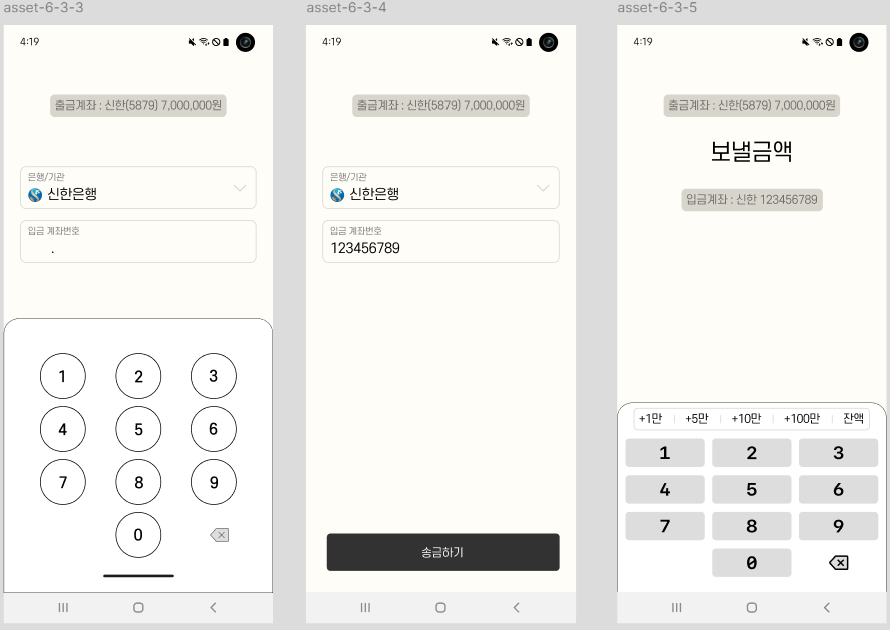 asset-6-3-3
4:19
출금계좌 : 신한(5879) 7,000,000원
은행/기관
신한은행
입금 계좌번호
.
1 2 3
4 5 6
7 8 9
0
asset-6-3-4
4:19
출금계좌 : 신한(5879) 7,000,000원
은행/기관
신한은행
입금 계좌번호
123456789
송금하기
asset-6-3-5
4:19
출금계좌 : 신한(5879) 7,000,000원
보낼금액
입금계좌 : 신한 123456789
+1만 +5만 +10만 +100만 잔액
1 2 3
4 5 6
7 8 9
0